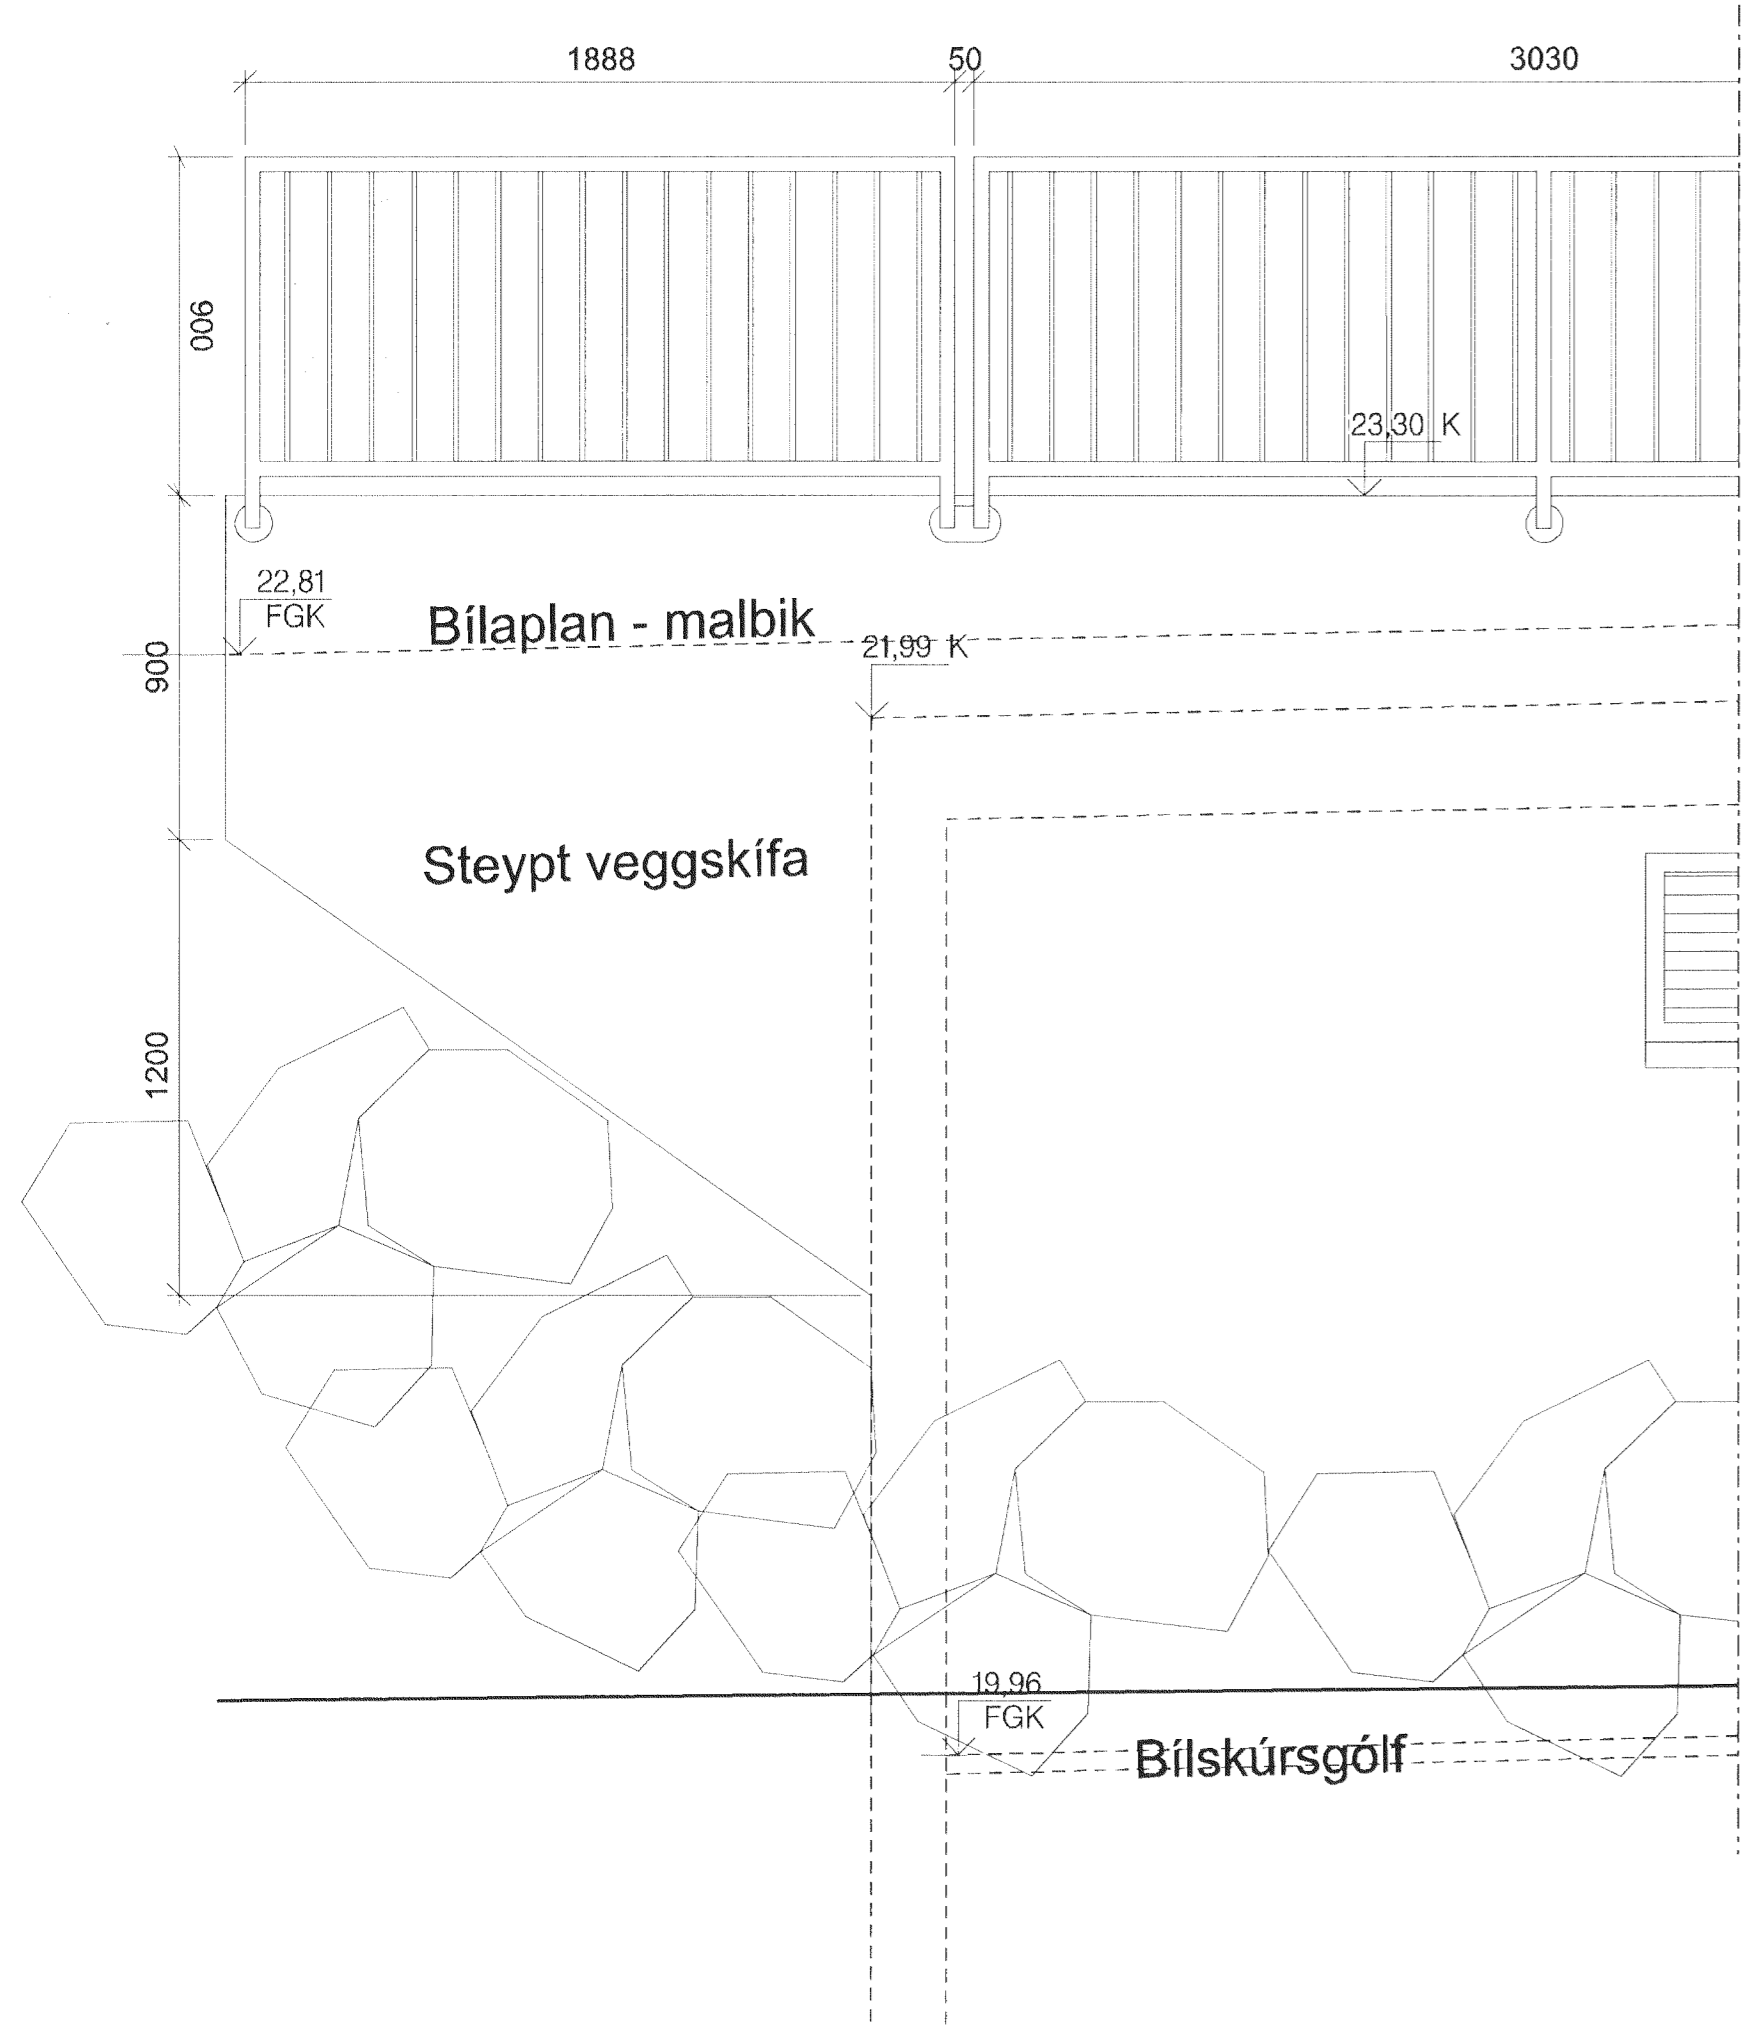 1888
50
3030
900
23,30 K
22,81
FGK
Bílaplan - malbik
21,99 K
900
Steypt veggskífa
1200
19,96
FGK
Bílskúrsgólf